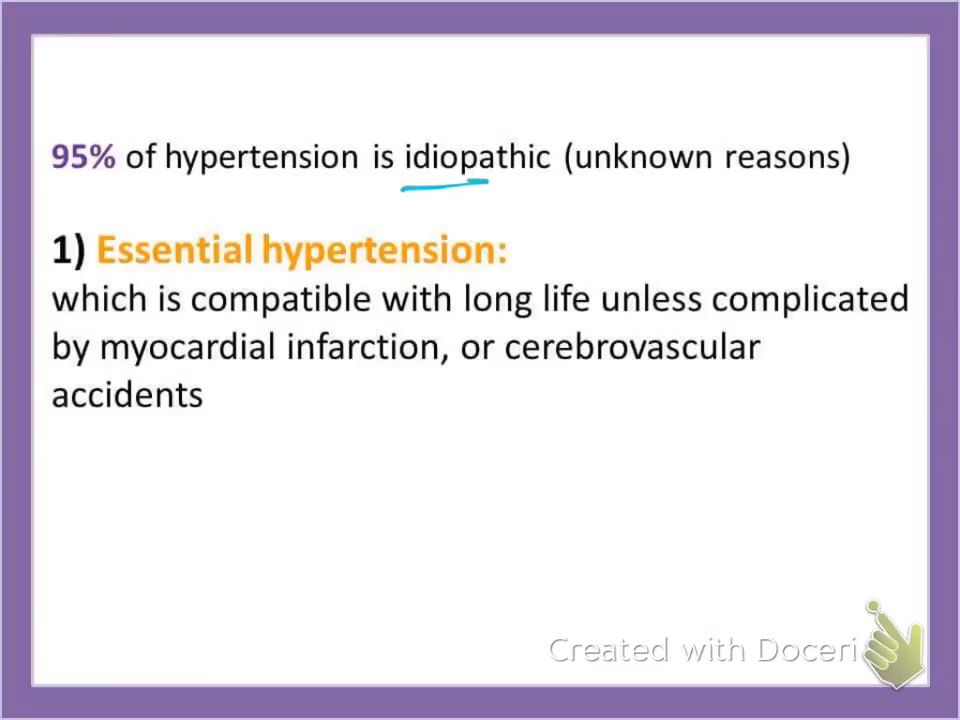 95% of hypertension is idiopathic (unknown reasons)
1) Essential hypertension:
which is compatible with long life unless complicated
by myocardial infarction, or cerebrovascular
accidents
Created with Doceri